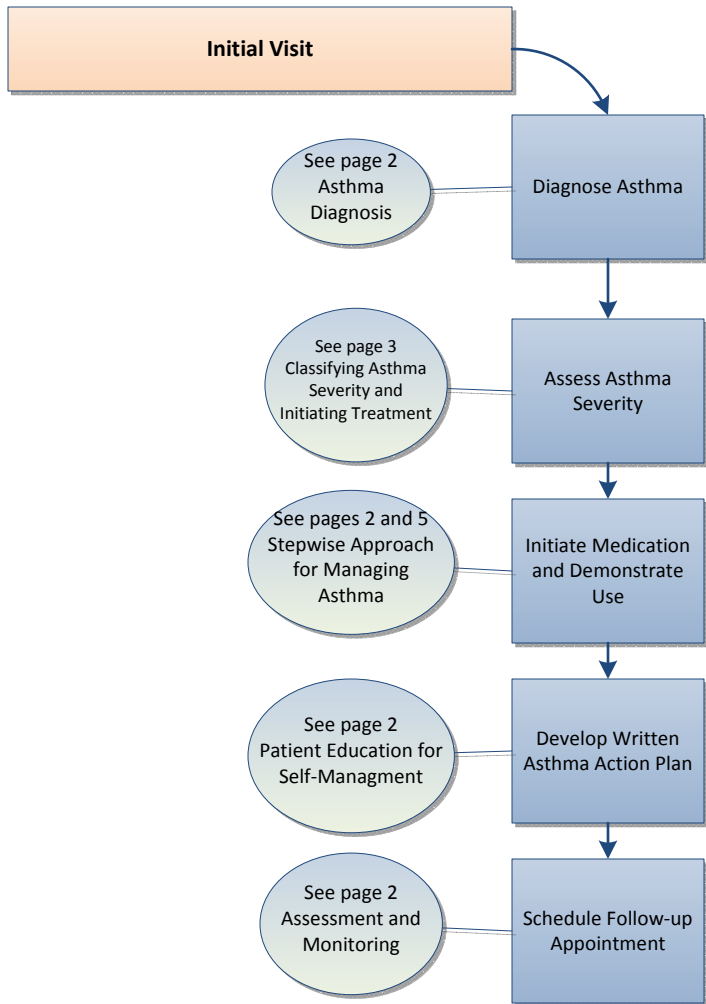 Initial Visit
See page 2
Asthma
Diagnosis
Diagnose Asthma
See page 3
Classifying Asthma
Severity and
Initiating Treatment
Assess Asthma
Severity
See pages 2 and 5
Stepwise Approach
for Managing
Asthma
Initiate Medication
and Demonstrate
Use
See page 2
Patient Education for
Self-Managment
Develop Written
Asthma Action Plan
See page 2
Assessment and
Monitoring
Schedule Follow-up
Appointment